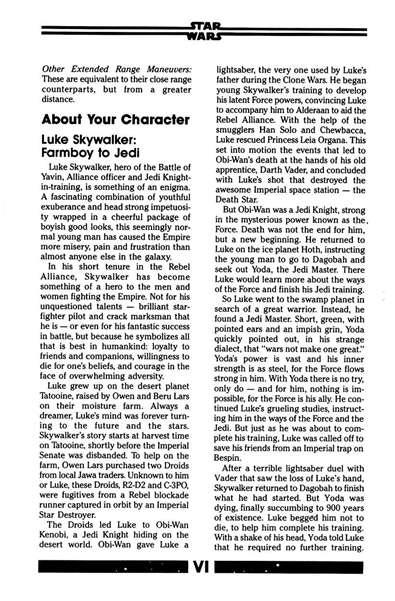 STAR
WARS
Other Extended Range Maneuvers:
These are equivalent to their close range
counterparts, but from a greater
distance.
About Your Character
Luke Skywalker:
Farmboy to Jedi
Luke Skywalker, hero of the Battle of
Yavin, Alliance officer and Jedi Knight-
in-training, is something of an enigma.
A fascinating combination of youthful
exuberance and head strong impetuosi-
ty wrapped in a cheerful package of
boyish good looks, this seemingly nor-
mal young man has caused the Empire
more misery, pain and frustration than
almost anyone else in the galaxy.
In his short tenure in the Rebel
Alliance, Skywalker has become
something of a hero to the men and
women fighting the Empire. Not for his
unquestioned talents — brilliant star-
fighter pilot and crack marksman that
he is — or even for his fantastic success
in battle, but because he symbolizes all
that is best in humankind: loyalty to
friends and companions, willingness to
die for one's beliefs, and courage in the
face of overwhelming adversity.
Luke grew up on the desert planet
Tatooine, raised by Owen and Beru Lars
on their moisture farm. Always a
dreamer, Luke's mind was forever turn-
ing to the future and the stars.
Skywalker's story starts at harvest time
on Tatooine, shortly before the Imperial
Senate was disbanded. To help on the
farm, Owen Lars purchased two Droids
from local Jawa traders. Unknown to him
or Luke, these Droids, R2-D2 and C-3PO,
were fugitives from a Rebel blockade
runner captured in orbit by an Imperial
Star Destroyer.
The Droids led Luke to Obi-Wan
Kenobi, a Jedi Knight hiding on the
desert world. Obi-Wan gave Luke a
lightsaber, the very one used by Luke's
father during the Clone Wars. He began
young Skywalker's training to develop
his latent Force powers, convincing Luke
to accompany him to Alderaan to aid the
Rebel Alliance. With the help of the
smugglers Han Solo and Chewbacca,
Luke rescued Princess Leia Organa. This
set into motion the events that led to
Obi-Wan's death at the hands of his old
apprentice, Darth Vader, and concluded
with Luke's shot that destroyed the
awesome Imperial space station — the
Death Star.
But Obi-Wan was a Jedi Knight, strong
in the mysterious power known as the
Force. Death was not the end for him,
but a new beginning. He returned to
Luke on the ice planet Hoth, instructing
the young man to go to Dagobah and
seek out Yoda, the Jedi Master. There
Luke would learn more about the ways
of the Force and finish his Jedi training.
So Luke went to the swamp planet in
search of a great warrior. Instead, he
found a Jedi Master. Short, green, with
pointed ears and an impish grin, Yoda
quickly pointed out, in his strange
dialect, that "wars not make one great."
Yoda's power is vast and his inner
strength is as steel, for the Force flows
strong in him. With Yoda there is no try,
only do — and for him, nothing is im-
possible, for the Force is his ally. He con-
tinued Luke's grueling studies, instruct-
ing him in the ways of the Force and the
Jedi. But just as he was about to com-
plete his training, Luke was called off to
save his friends from an Imperial trap on
Bespin.
After a terrible lightsaber duel with
Vader that saw the loss of Luke's hand,
Skywalker returned to Dagobah to finish
what he had started. But Yoda was
dying, finally succumbing to 900 years
of existence. Luke begged him not to
die, to help him complete his training.
With a shake of his head, Yoda told Luke
that he required no further training.
VI